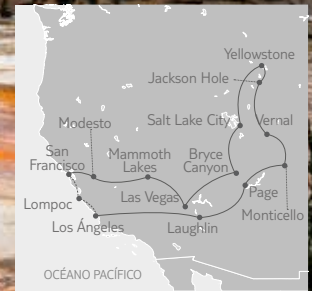 Yellowstone
Jackson Hole
Salt Lake City
Vernal
Modesto
San
Francisco
Mammoth
Lakes
Bryce
Canyon
Las Vegas
Page
Lompoc
Monticello
Los Ángeles
Laughlin
OCÉANO PACÍFICO